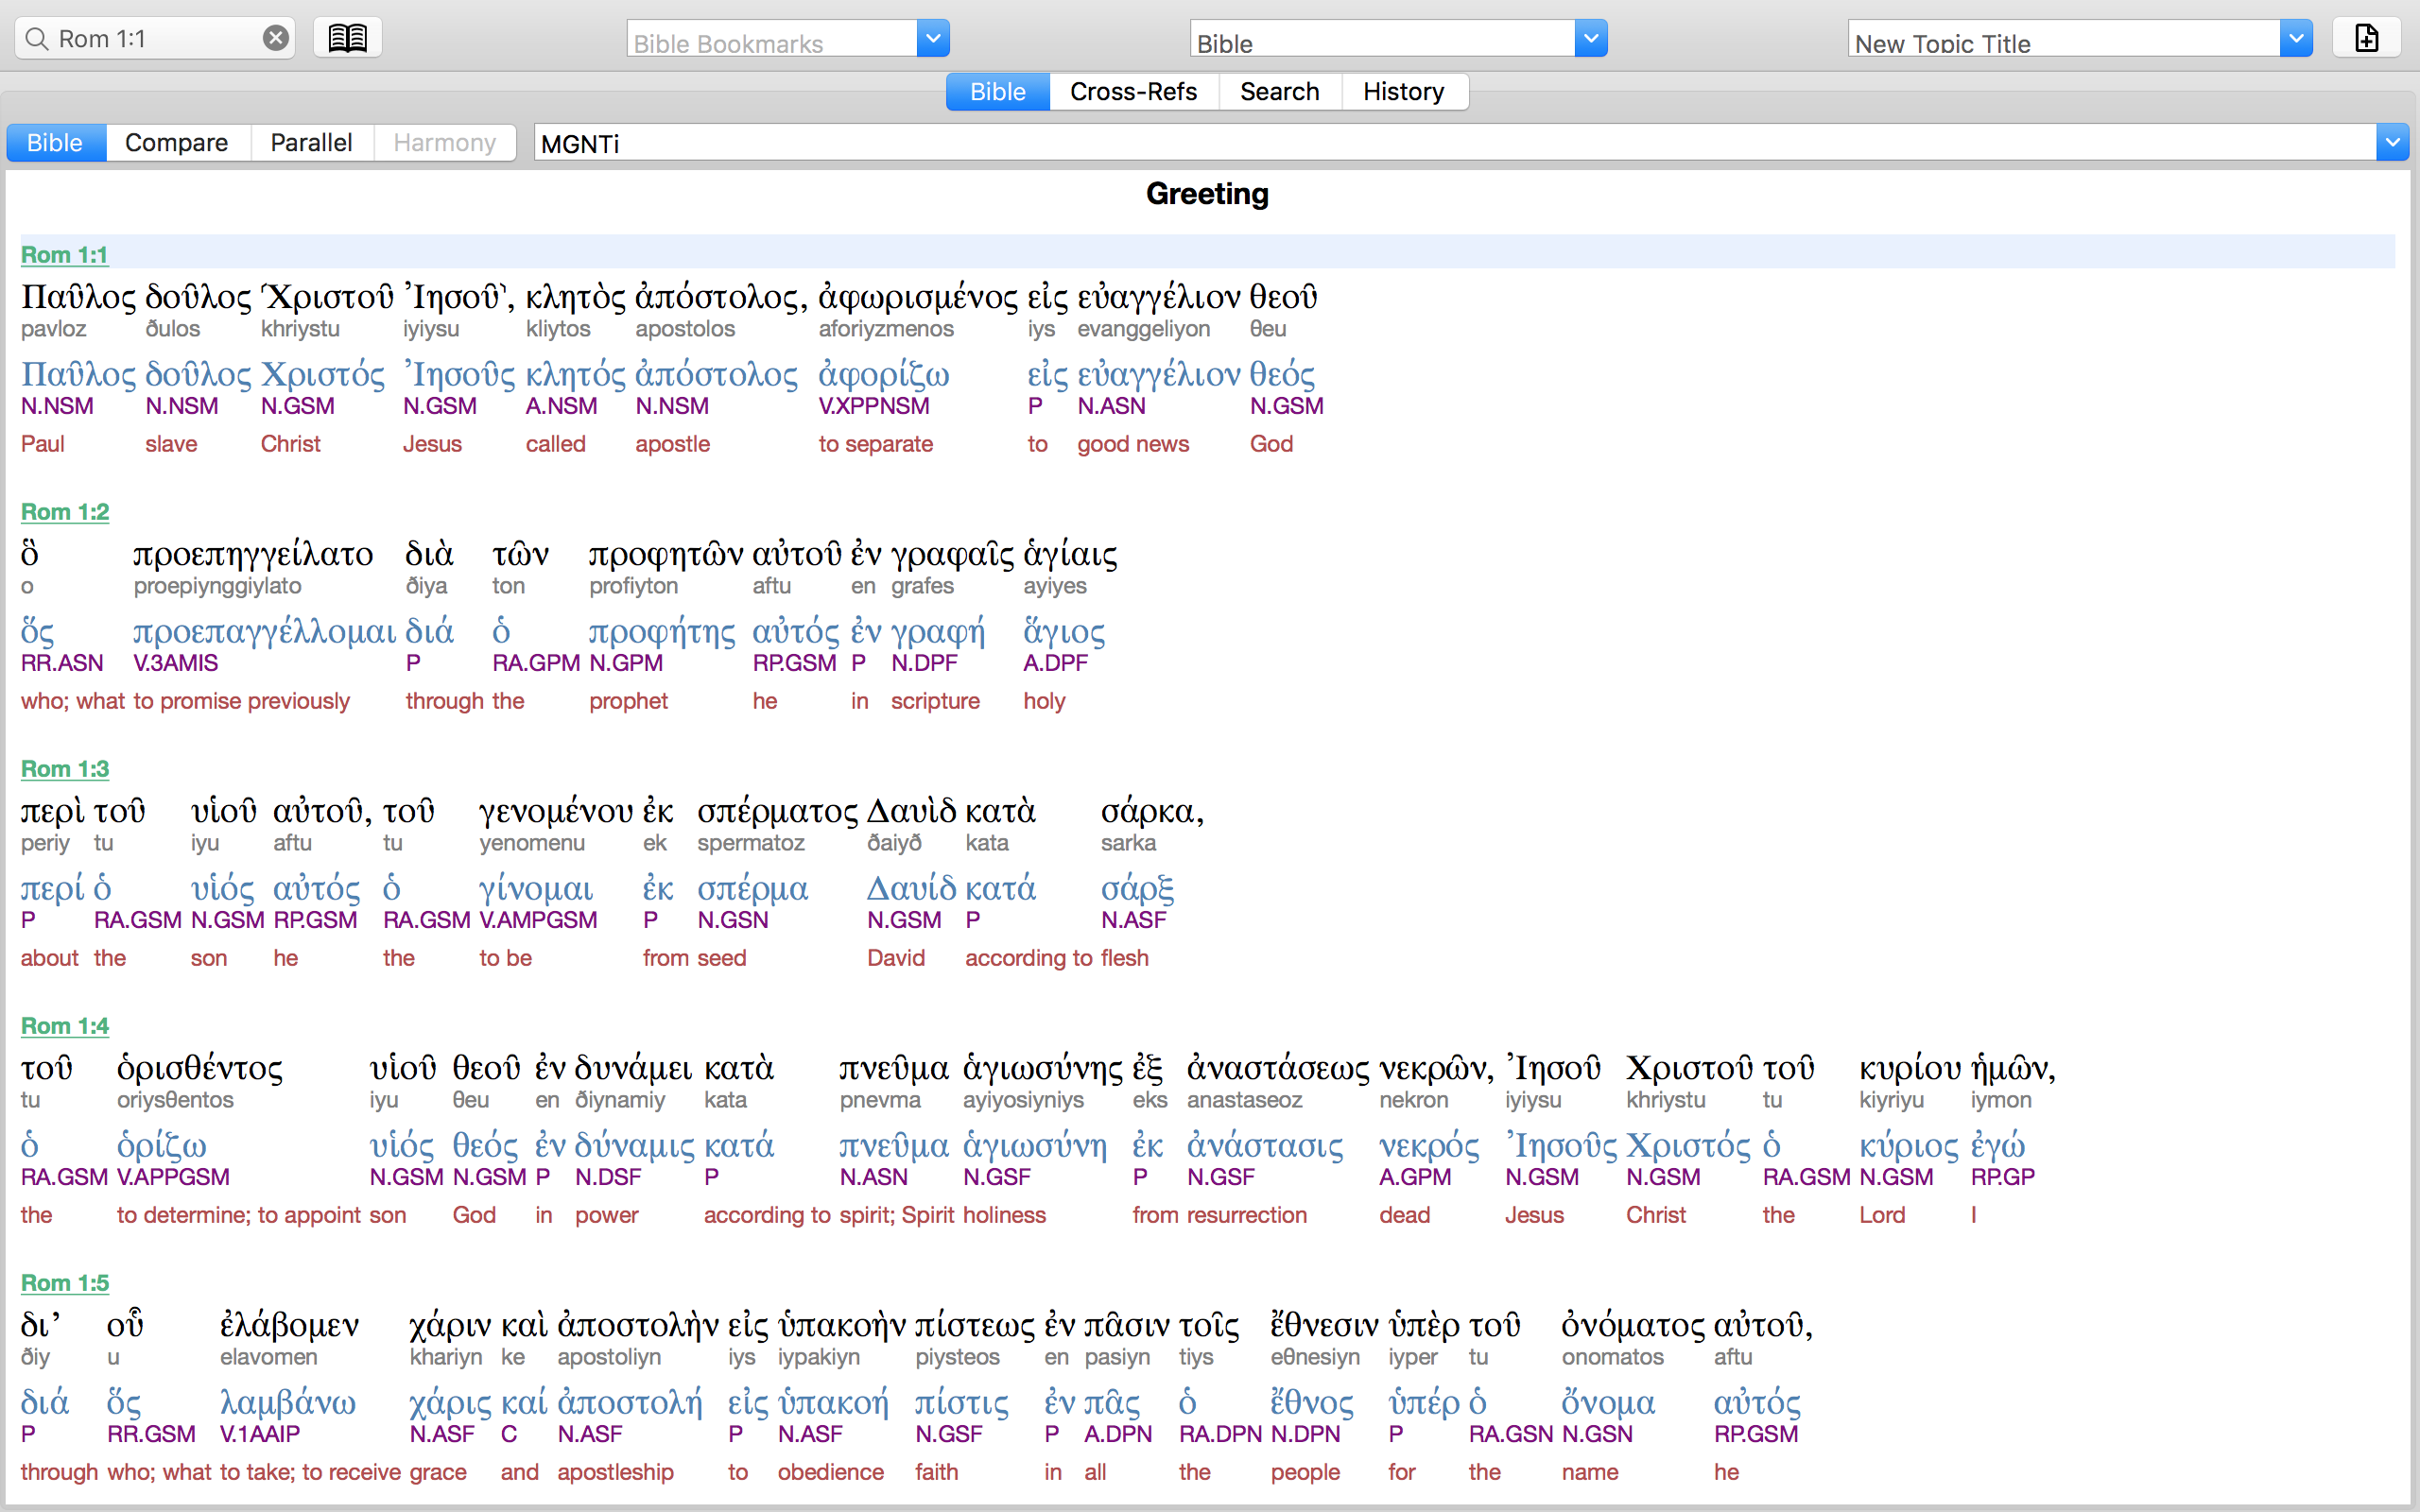 Rom 1:1
Bible Bookmarks
Bible
New Topic Title
Bible Cross-Refs Search History
Bible Compare Parallel Harmony MGNTi
Greeting
Rom 1:1
Παῦλος δοῦλος ⸂Χριστοῦ Ἰησοῦ⸃, κλητὸς ἀπόστολος, ἀφωρισμένος εἰς εὐαγγέλιον θεοῦ
pavloz ðulos khriystu iyiysu kliytos apostolos aforiyzmenos iys evanggeliyon θeu
Παῦλος δοῦλος Χριστός Ἰησοῦς κλητός ἀπόστολος ἀφορίζω εἰς εὐαγγέλιον θεός
N.NSM N.NSM N.GSM N.GSM A.NSM N.NSM V.XPPNSM P N.ASN N.GSM
Paul slave Christ Jesus called apostle to separate to good news God
Rom 1:2
ὃ προεπηγγείλατο διὰ τῶν προφητῶν αὐτοῦ ἐν γραφαῖς ἁγίαις
o proepiynggiylato ðiya ton profiyton aftu en grafes ayiyes
ὅς προεπαγγέλλομαι διά ὁ προφήτης αὐτός ἐν γραφή ἅγιος
RR.ASN V.3AMIS P RA.GPM N.GPM RP.GSM P N.DPF A.DPF
who; what to promise previously through the prophet he in scripture holy
Rom 1:3
περὶ τοῦ υἱοῦ αὐτοῦ, τοῦ γενομένου ἐκ σπέρματος Δαυὶδ κατὰ σάρκα,
periy tu iyu aftu tu yenomenu ek spermatoz ðaiyð kata sarka
περί ὁ υἱός αὐτός ὁ γίνομαι ἐκ σπέρμα Δαυίδ κατά σάρξ
P RA.GSM N.GSM RP.GSM RA.GSM V.AMPGSM P N.GSN N.GSM P N.ASF
about the son he the to be from seed David according to flesh
Rom 1:4
τοῦ ὁρισθέντος υἱοῦ θεοῦ ἐν δυνάμει κατὰ πνεῦμα ἁγιωσύνης ἐξ ἀναστάσεως νεκρῶν, Ἰησοῦ Χριστοῦ τοῦ κυρίου ἡμῶν,
tu oriysθentos iyu θeu en ðiynamiy kata pnevma ayiyosiyniys eks anastaseoz nekron iyiysu khriystu tu kiyriyu iymon
ὁ ὁρίζω υἱός θεός ἐν δύναμις κατά πνεῦμα ἁγιωσύνη ἐκ ἀνάστασις νεκρός Ἰησοῦς Χριστός ὁ κύριος ἐγώ
RA.GSM V.APPGSM N.GSM N.GSM P N.DSF P N.ASN N.GSF P N.GSF A.GPM N.GSM N.GSM RA.GSM N.GSM RP.GP
the to determine; to appoint son God in power according to spirit; Spirit holiness from resurrection dead Jesus Christ the Lord I
Rom 1:5
δι’ οὗ ἐλάβομεν χάριν καὶ ἀποστολὴν εἰς ὑπακοὴν πίστεως ἐν πᾶσιν τοῖς ἔθνεσιν ὑπὲρ τοῦ ὀνόματος αὐτοῦ,
ðiy u elavomen khariyn ke apostoliyn iys iypakiyn piysteos en pasiyn tiys eθnesiyn iyper tu onomatos aftu
διά ὅς λαμβάνω χάρις καί ἀποστολή εἰς ὑπακοή πίστις ἐν πᾶς ὁ ἔθνος ὑπέρ ὁ ὄνομα αὐτός
P RR.GSM V.1AAIP N.ASF C N.ASF P N.ASF N.GSF P A.DPN RA.DPN N.DPN P RA.GSN N.GSN RP.GSM
through who; what to take; to receive grace and apostleship to obedience faith in all the people for the name he